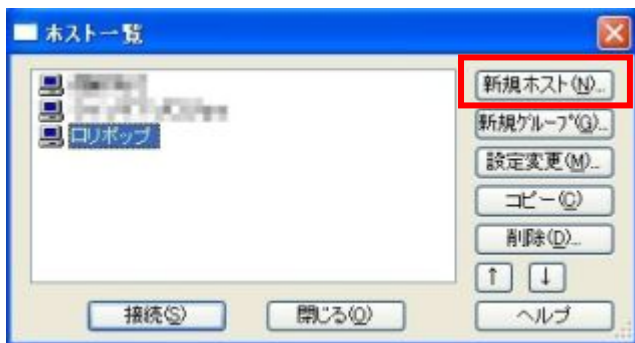 ホスト一覧
ロリポップ
新規ホスト(N)...
新規ｸﾞﾙｰﾌﾟ(G)...
設定変更(M)...
コピー(C)
削除(D)...
↑ ↓
接続(S) 閉じる(O) ヘルプ